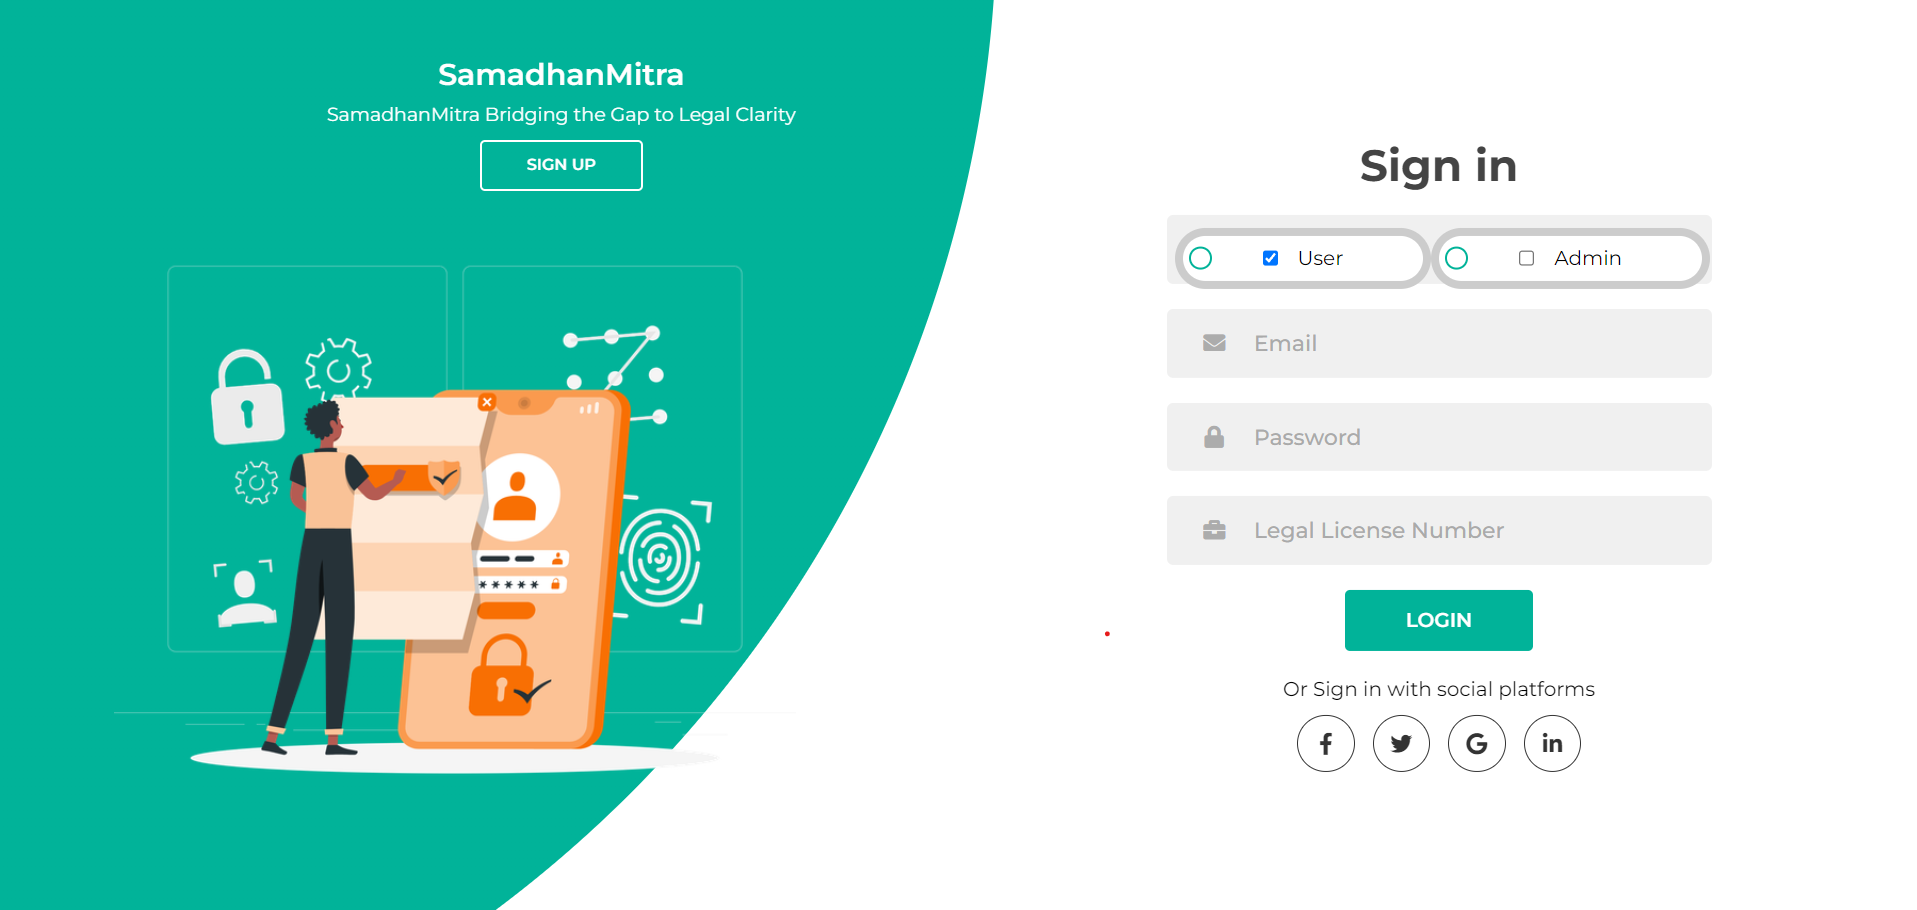 SamadhanMitra
SamadhanMitra Bridging the Gap to Legal Clarity
SIGN UP
Sign in
User
Admin
Email
Password
Legal License Number
LOGIN
Or Sign in with social platforms